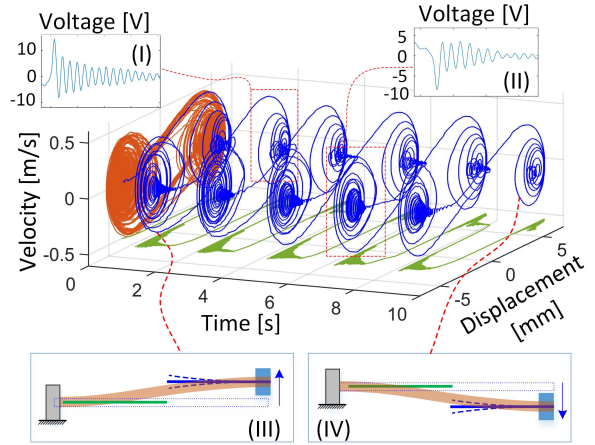 Voltage [V]
Voltage [V]
(I)
10
0
-10
5
0
5
-10
(II)
0.5
0
-0.5
Velocity [m/s]
0
2
4
6
8
10
Time [s]
-5
0
5
Displacement
[mm]
(III)
(IV)